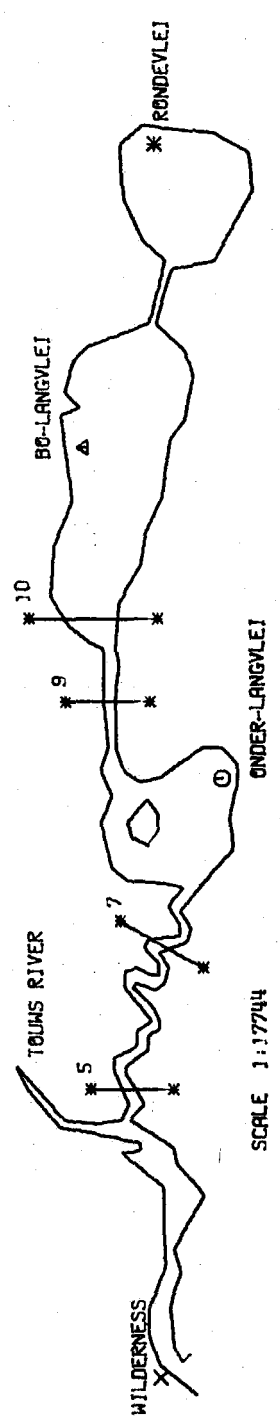 WILDERNESS
TOUWS RIVER
5
7
9
10
BO-LANGVLEI
RONDEVLEI
ONDER-LANGVLEI
SCALE 1:17744